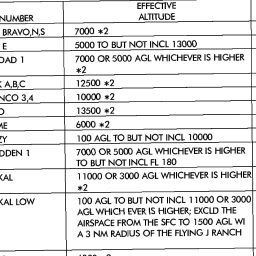 EFFECTIVE
NUMBER ALTITUDE
BRAVO,N,S 7000 *2
E 5000 TO BUT NOT INCL 13000
7000 OR 5000 AGL WHICHEVER IS HIGHER
OAD 1 *2
A,B,C 12500 *2
NCO 3,4 10000 *2
O 13500 *2
ME 6000 *2
ZY 100 AGL TO BUT NOT INCL 10000
DDEN 1 7000 OR 5000 AGL WHICHEVER IS HIGHER
TO BUT NOT INCL FL 180
KAL 11000 OR 3000 AGL WHICHEVER IS HIGHER
*2
KAL LOW 100 AGL TO BUT NOT INCL 11000 OR 3000
AGL WHICH EVER IS HIGHER; EXCLD THE
AIRSPACE FROM THE SFC TO 1500 AGL WI
A 3 NM RADIUS OF THE FLYING J RANCH